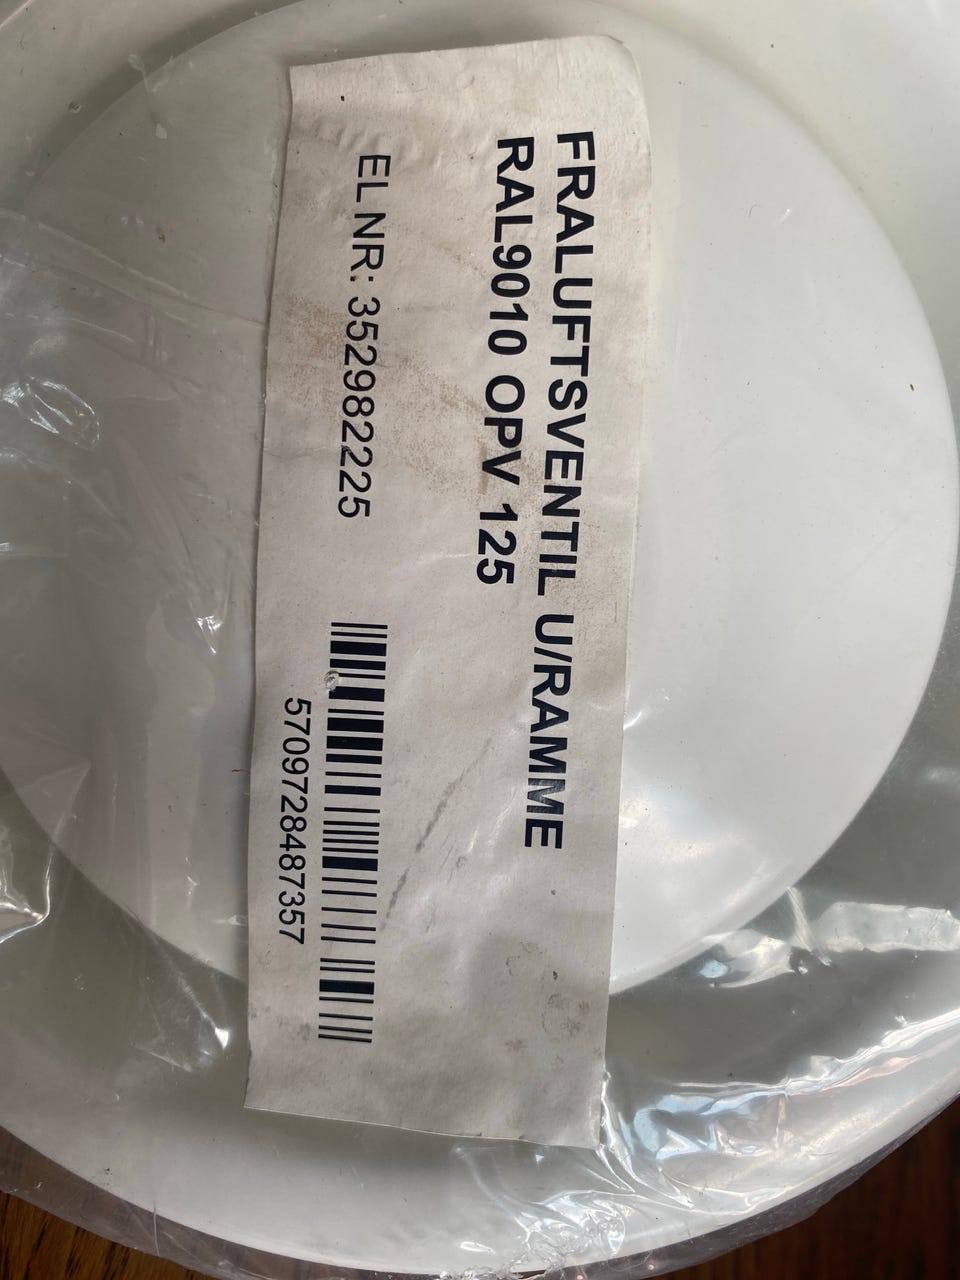 FRALUFTSVENTIL U/RAMME
RAL9010 OPV 125
EL NR: 3529822225
5709728487357